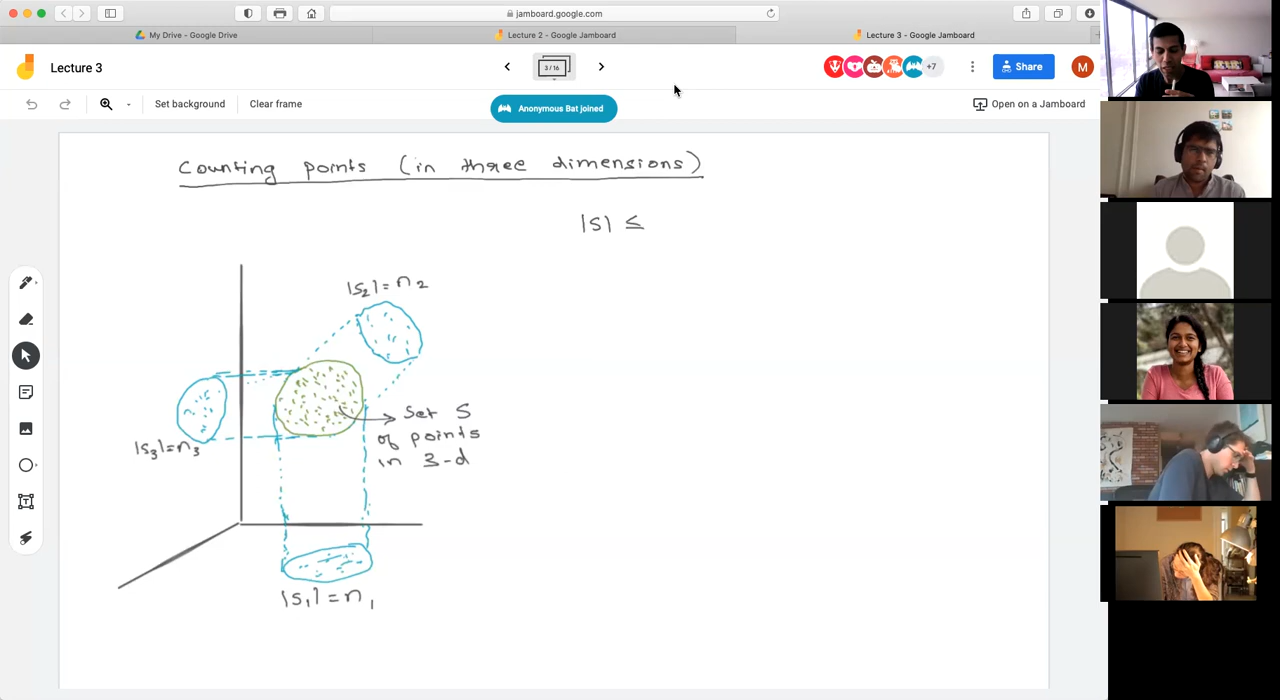 jamboard.google.com
My Drive - Google Drive
Lecture 2 - Google Jamboard
Lecture 3 - Google Jamboard
Lecture 3
3 / 16
+7
Share
M
Set background
Clear frame
Anonymous Bat joined
Open on a Jamboard
Counting points (in three dimensions)
|S| ≤
|S₂| = n₂
Set S
of points
in 3-d
|S₃| = n₃
|S₁| = n₁